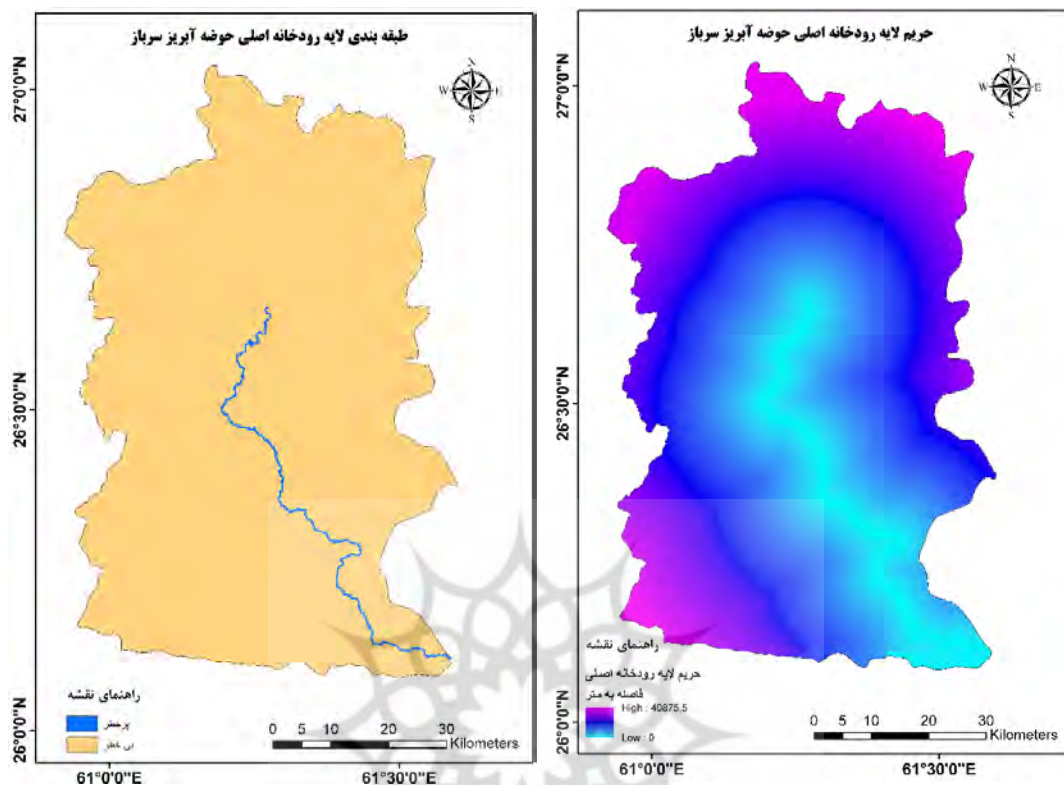 طبقه بندی لایه رودخانه اصلی حوضه آبریز سرباز
N
W E
S
27°0'0"N
26°30'0"N
26°0'0"N
راهنمای نقشه
پرخطر
بی خطر
0 5 10 20 30
Kilometers
61°0'0"E
61°30'0"E
حریم لایه رودخانه اصلی حوضه آبریز سرباز
N
W E
S
27°0'0"N
26°30'0"N
26°0'0"N
راهنمای نقشه
حریم لایه رودخانه اصلی
فاصله به متر
High : 40875.5
Low : 0
0 5 10 20 30
Kilometers
61°0'0"E
61°30'0"E